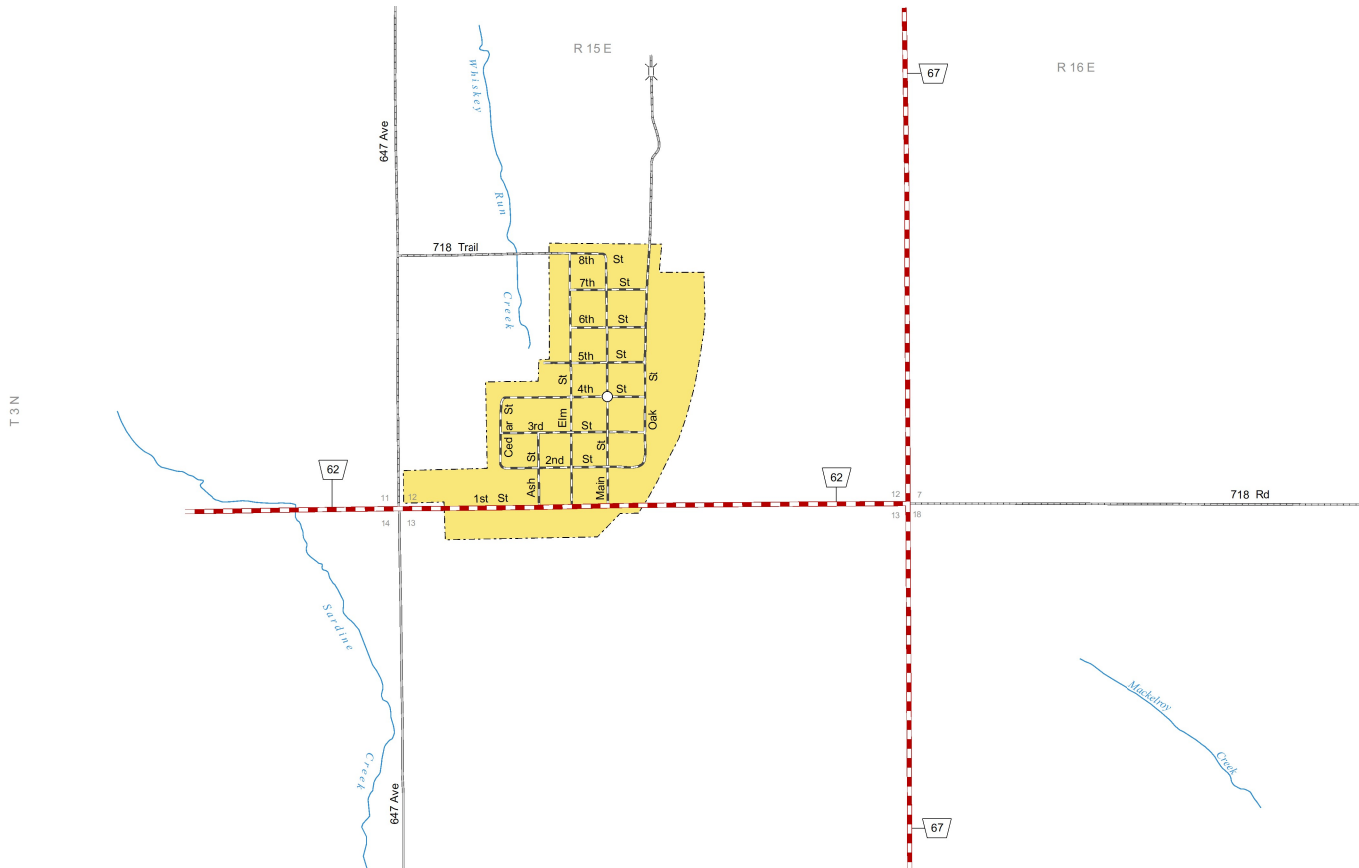 R 15 E
67
R 16 E
Whiskey
Run
Creek
647 Ave
718 Trail
8th St
7th St
6th St
5th St
4th St
3rd St
2nd St
1st St
Cedar St
Ash St
Elm St
Main St
Oak St
T 3 N
62
62
11 12
14 13
12 7
13 18
718 Rd
Sardine
Creek
647 Ave
Mackelroy
Creek
67